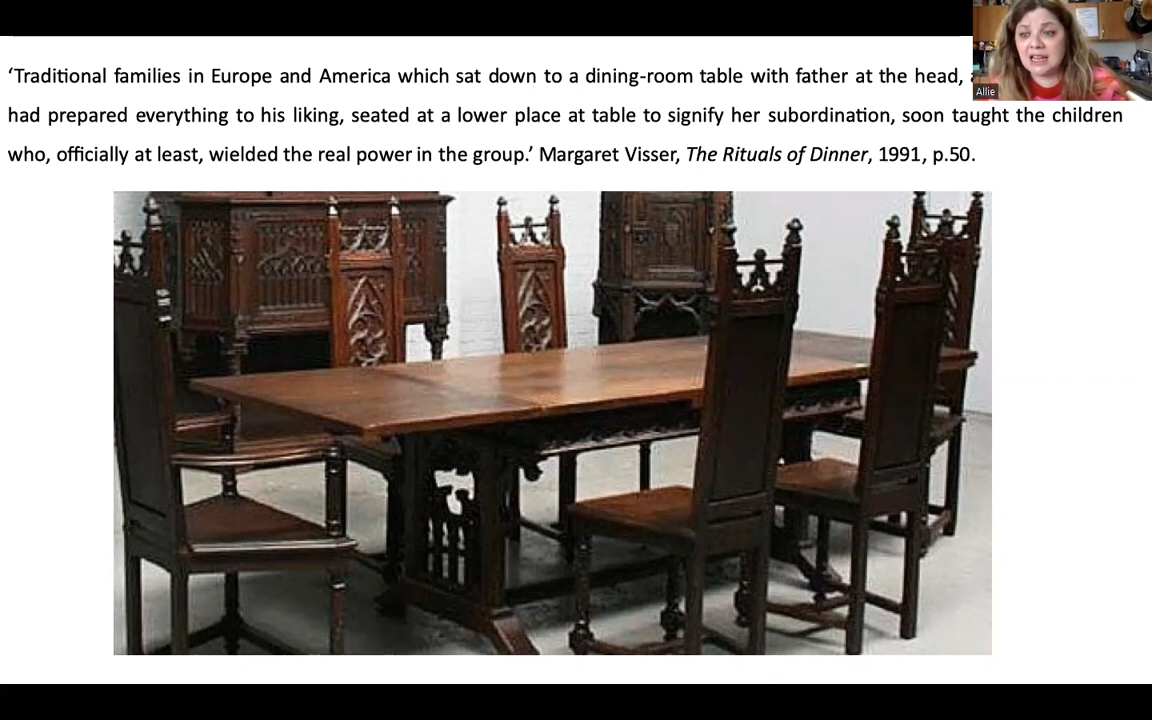 ‘Traditional families in Europe and America which sat down to a dining-room table with father at the head,
had prepared everything to his liking, seated at a lower place at table to signify her subordination, soon taught the children
who, officially at least, wielded the real power in the group.’ Margaret Visser, The Rituals of Dinner, 1991, p.50.
Allie